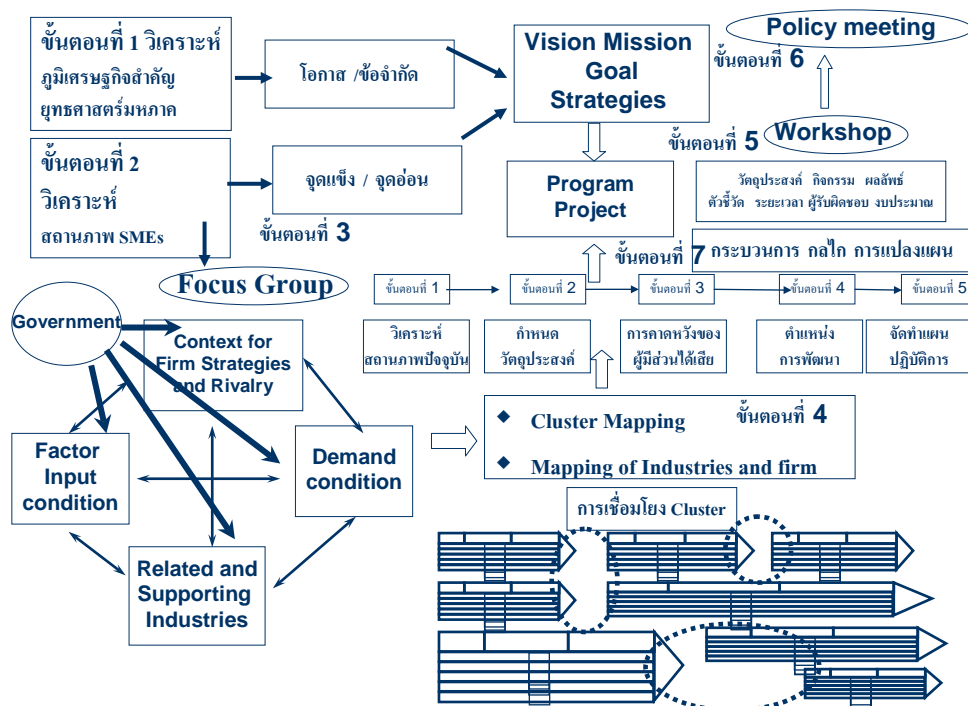 ขั้นตอนที่ 1 วิเคราะห์
ภูมิเศรษฐกิจสำคัญ
ยุทธศาสตร์มหภาค
โอกาส /ข้อจำกัด
Vision Mission
Goal
Strategies
Policy meeting
ขั้นตอนที่ 6
ขั้นตอนที่ 2
วิเคราะห์
สถานภาพ SMEs
จุดแข็ง / จุดอ่อน
ขั้นตอนที่ 3
Program
Project
ขั้นตอนที่ 5
Workshop
วัตถุประสงค์ กิจกรรม ผลลัพธ์
ตัวชี้วัด ระยะเวลา ผู้รับผิดชอบ งบประมาณ
ขั้นตอนที่ 7
กระบวนการ กลไก การแปลงแผน
Focus Group
ขั้นตอนที่ 1
ขั้นตอนที่ 2
ขั้นตอนที่ 3
ขั้นตอนที่ 4
ขั้นตอนที่ 5
วิเคราะห์
สถานภาพปัจจุบัน
กำหนด
วัตถุประสงค์
การคาดหวังของ
ผู้มีส่วนได้เสีย
ตำแหน่ง
การพัฒนา
จัดทำแผน
ปฏิบัติการ
Government
Context for
Firm Strategies
and Rivalry
Factor
Input
condition
Demand
condition
Related and
Supporting
Industries
ขั้นตอนที่ 4
◆ Cluster Mapping
◆ Mapping of Industries and firm
การเชื่อมโยง Cluster